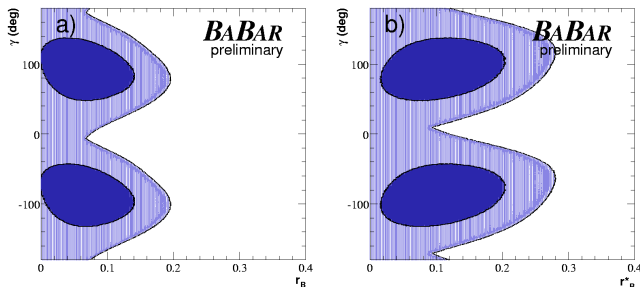 a)
BABAR
preliminary
γ (deg)
100
0
-100
0
0.1
0.2
0.3
0.4
r_B
b)
BABAR
preliminary
γ (deg)
100
0
-100
0
0.1
0.2
0.3
0.4
r*_B